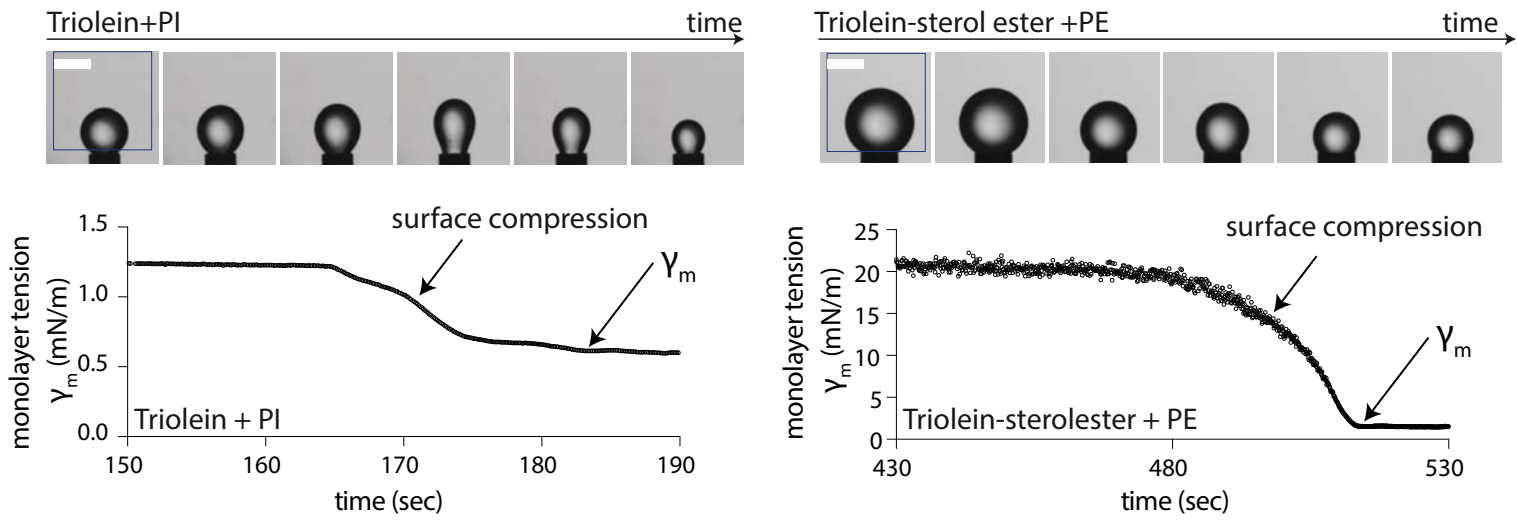 Triolein+PI
time
Triolein-sterol ester +PE
time
1.5
1.0
0.5
0.0
monolayer tension
γm (mN/m)
surface compression
γm
Triolein + PI
150
160
170
180
190
time (sec)
25
20
15
10
5
0
monolayer tension
γm (mN/m)
surface compression
γm
Triolein-sterolester + PE
430
480
530
time (sec)